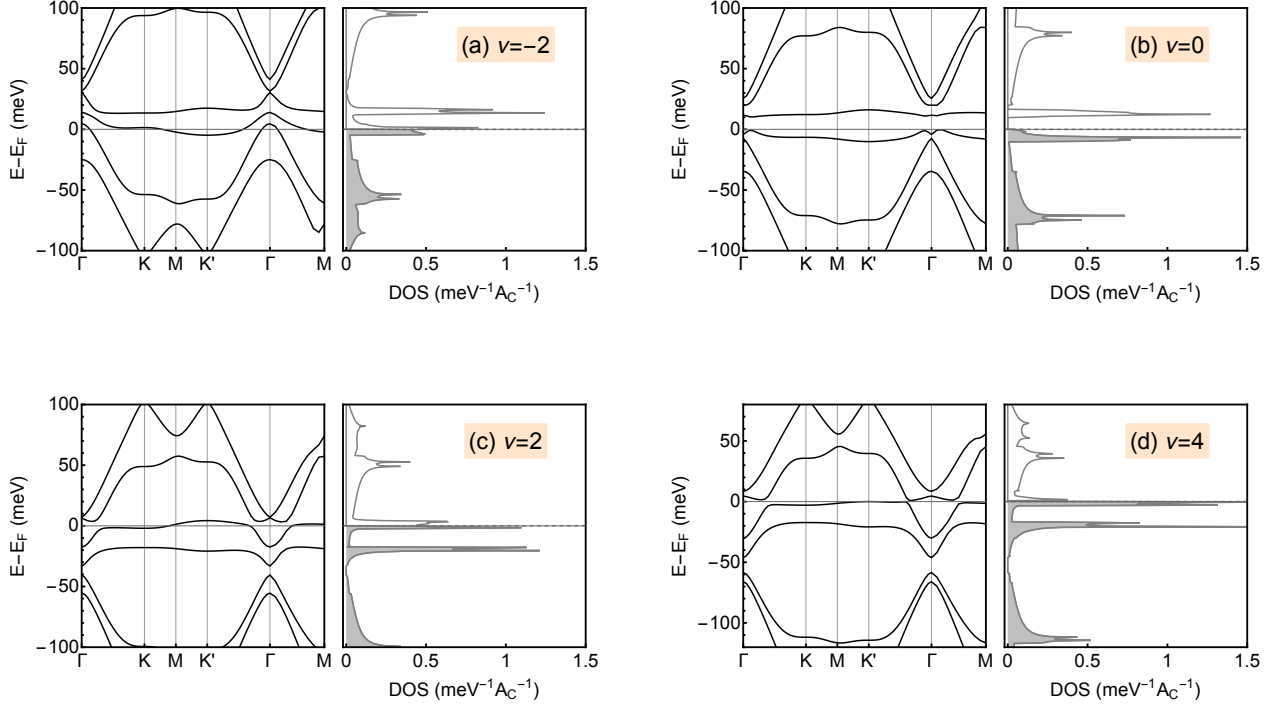 100
50
0
−50
−100
E−E_F (meV)
Γ K M K' Γ M
(a) ν=−2
0 0.5 1 1.5
DOS (meV⁻¹A_C⁻¹)
100
50
0
−50
−100
E−E_F (meV)
Γ K M K' Γ M
(b) ν=0
0 0.5 1 1.5
DOS (meV⁻¹A_C⁻¹)
100
50
0
−50
−100
E−E_F (meV)
Γ K M K' Γ M
(c) ν=2
0 0.5 1 1.5
DOS (meV⁻¹A_C⁻¹)
50
0
−50
−100
E−E_F (meV)
Γ K M K' Γ M
(d) ν=4
0 0.5 1 1.5
DOS (meV⁻¹A_C⁻¹)